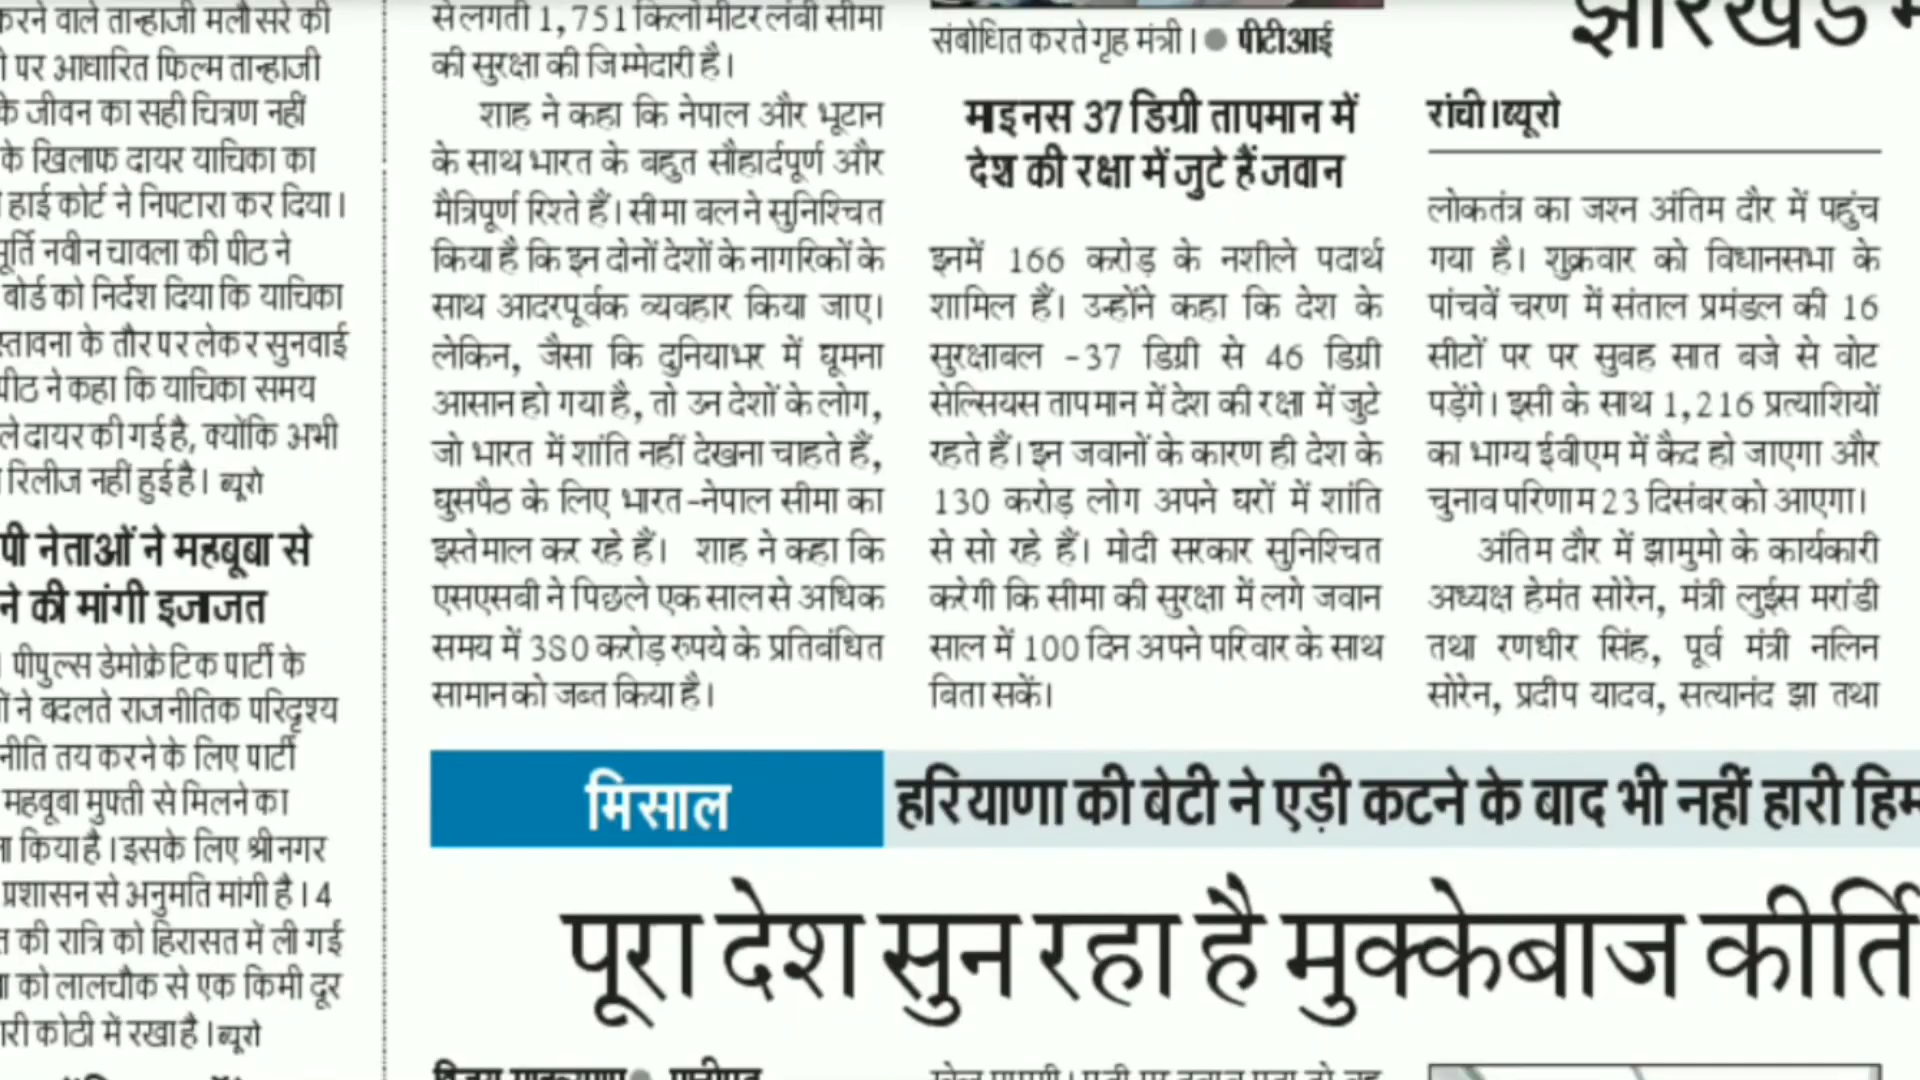 करने वाले तान्हाजी मलौसरे की
पर आधारित फिल्म तान्हाजी
के जीवन का सही चित्रण नहीं
के खिलाफ दायर याचिका का
हाई कोर्ट ने निपटारा कर दिया।
नवीन चावला की पीठ ने
बोर्ड को निर्देश दिया कि याचिका
के तौर पर लेकर सुनवाई
पीठ ने कहा कि याचिका समय
दायर की गई है, क्योंकि अभी
रिलीज नहीं हुई है। ब्यूरो
नेताओं ने महबूबा से
की मांगी इजाजत
पीपुल्स डेमोक्रेटिक पार्टी के
ने बदलते राजनीतिक परिदृश्य
तय करने के लिए पार्टी
महबूबा मुफ्ती से मिलने का
किया है। इसके लिए श्रीनगर
प्रशासन से अनुमति मांगी है। 4
की रात्रि को हिरासत में ली गई
को लालचौक से एक किमी दूर
कोठी में रखा है। ब्यूरो
से लगती 1,751 किलोमीटर लंबी सीमा
की सुरक्षा की जिम्मेदारी है।
शाह ने कहा कि नेपाल और भूटान
के साथ भारत के बहुत सौहार्दपूर्ण और
मैत्रिपूर्ण रिश्ते हैं। सीमा बल ने सुनिश्चित
किया है कि इन दोनों देशों के नागरिकों के
साथ आदरपूर्वक व्यवहार किया जाए।
लेकिन, जैसा कि दुनियाभर में घूमना
आसान हो गया है, तो उन देशों के लोग,
जो भारत में शांति नहीं देखना चाहते हैं,
घुसपैठ के लिए भारत-नेपाल सीमा का
इस्तेमाल कर रहे हैं। शाह ने कहा कि
एसएसबी ने पिछले एक साल से अधिक
समय में 380 करोड़ रुपये के प्रतिबंधित
सामान को जब्त किया है।
संबोधित करते गृह मंत्री। ● पीटीआई
माइनस 37 डिग्री तापमान में
देश की रक्षा में जुटे हैं जवान
इनमें 166 करोड़ के नशीले पदार्थ
शामिल हैं। उन्होंने कहा कि देश के
सुरक्षाबल -37 डिग्री से 46 डिग्री
सेल्सियस तापमान में देश की रक्षा में जुटे
रहते हैं। इन जवानों के कारण ही देश के
130 करोड़ लोग अपने घरों में शांति
से सो रहे हैं। मोदी सरकार सुनिश्चित
करेगी कि सीमा की सुरक्षा में लगे जवान
साल में 100 दिन अपने परिवार के साथ
बिता सकें।
झारखंड
रांची।ब्यूरो
लोकतंत्र का जश्न अंतिम दौर में पहुंच
गया है। शुक्रवार को विधानसभा के
पांचवें चरण में संताल प्रमंडल की 16
सीटों पर पर सुबह सात बजे से वोट
पड़ेंगे। इसी के साथ 1,216 प्रत्याशियों
का भाग्य ईवीएम में कैद हो जाएगा और
चुनाव परिणाम 23 दिसंबर को आएगा।
अंतिम दौर में झामुमो के कार्यकारी
अध्यक्ष हेमंत सोरेन, मंत्री लुईस मरांडी
तथा रणधीर सिंह, पूर्व मंत्री नलिन
सोरेन, प्रदीप यादव, सत्यानंद झा तथा
मिसाल
हरियाणा की बेटी ने एड़ी कटने के बाद भी नहीं हारी
पूरा देश सुन रहा है मुक्केबाज कीर्ति